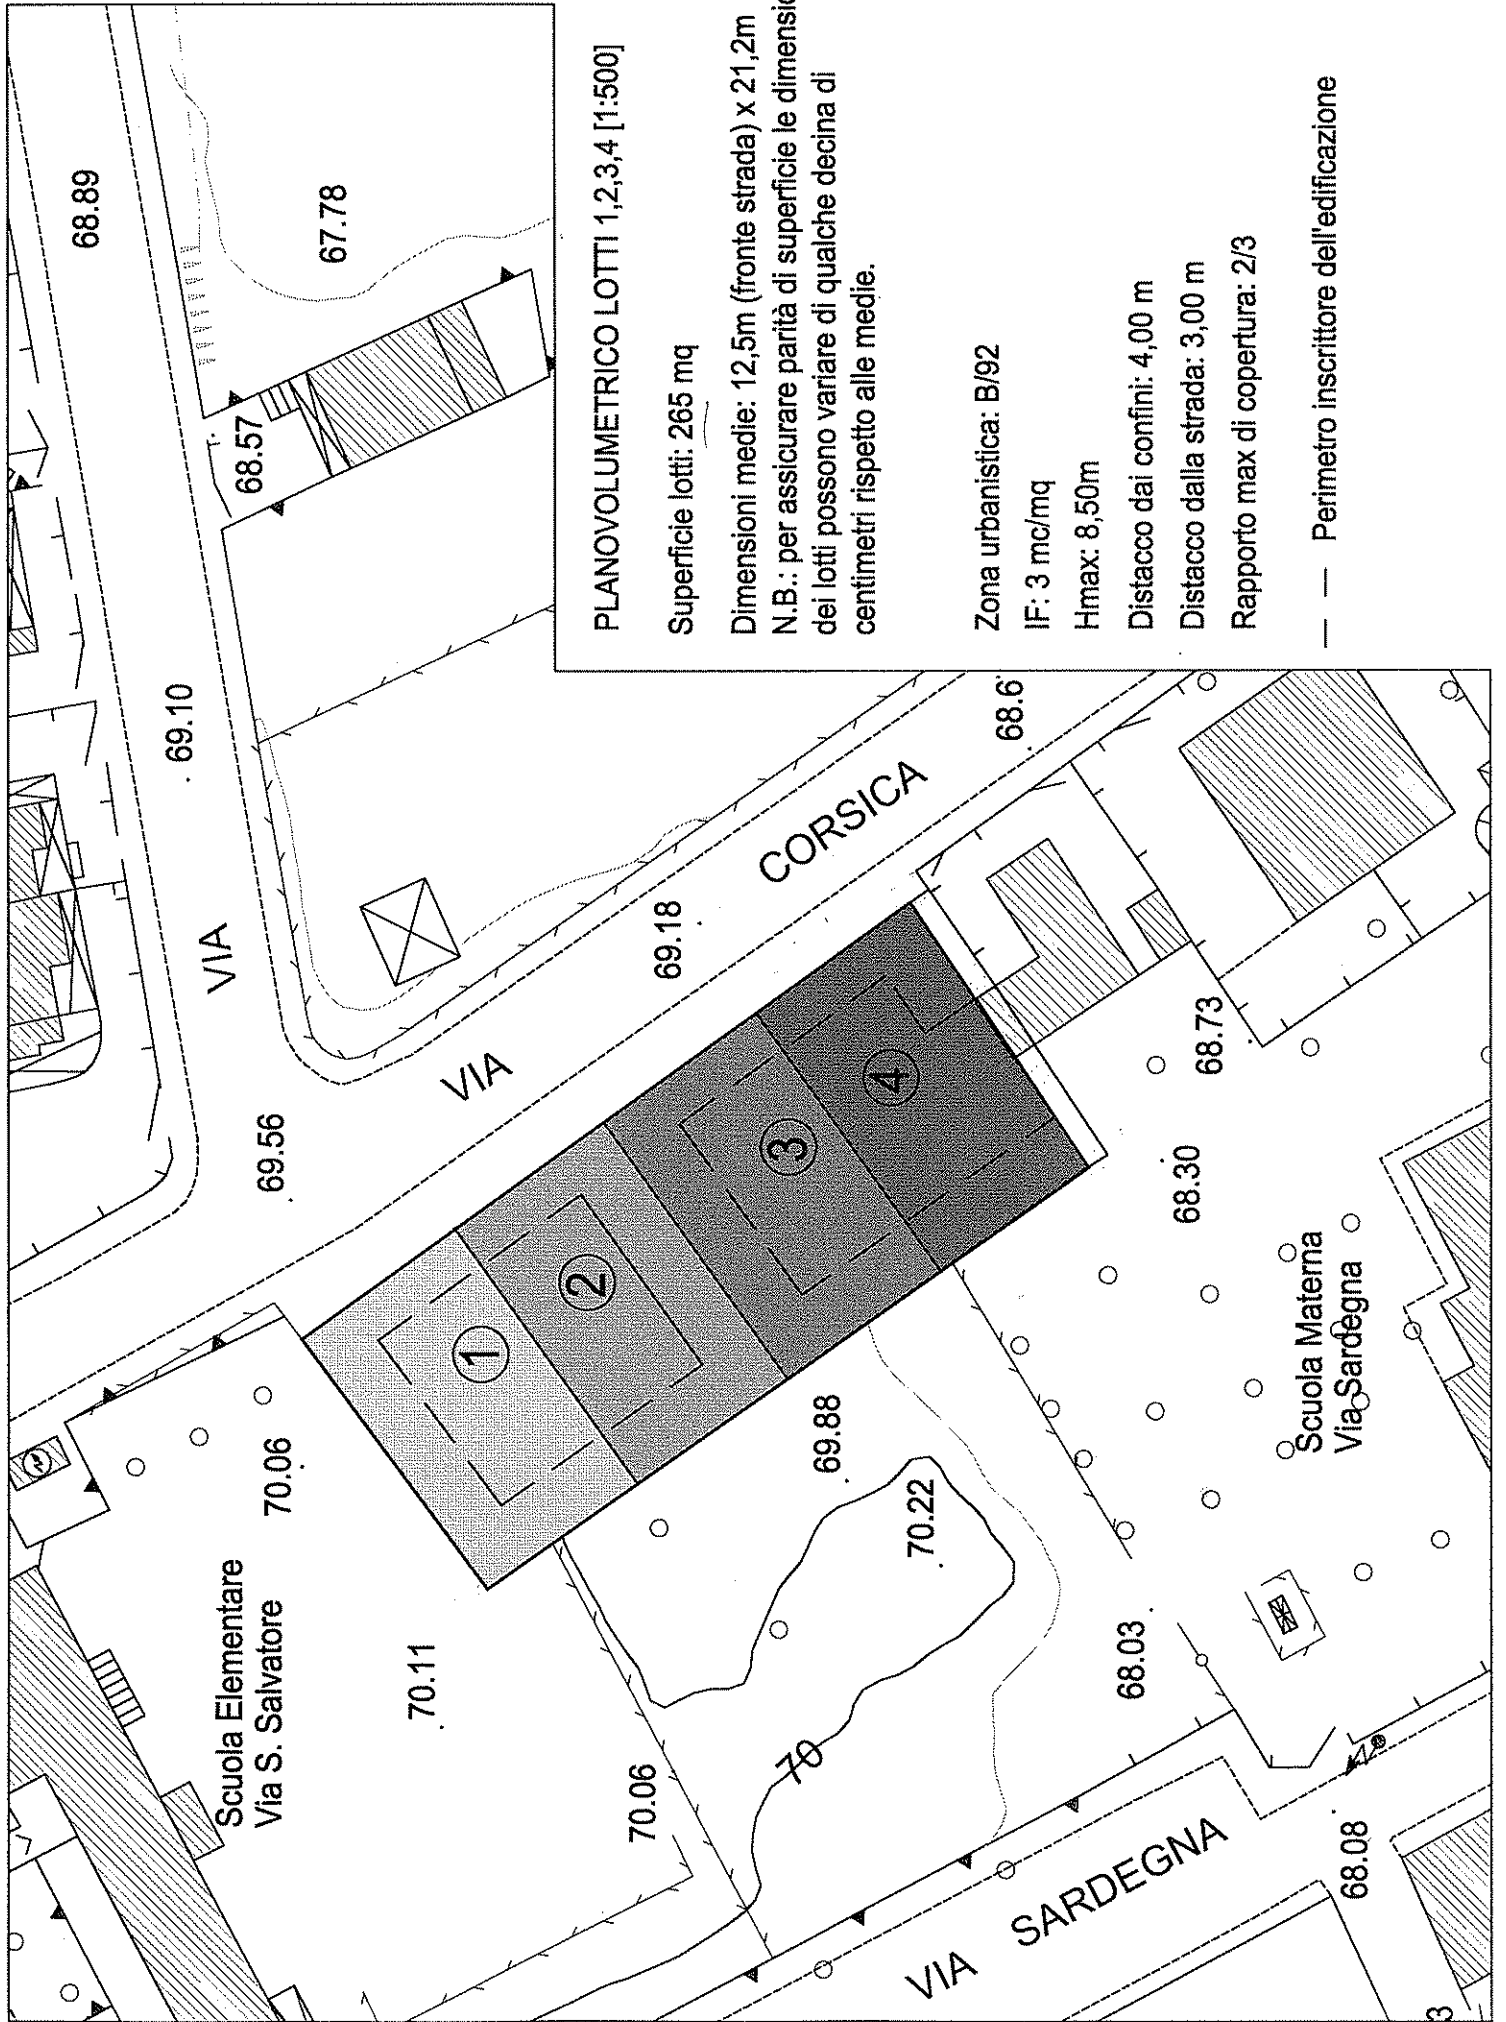 PLANOVOLUMETRICO LOTTI 1,2,3,4 [1:500]
Superficie lotti: 265 mq
Dimensioni medie: 12,5m (fronte strada) x 21,2m
N.B.: per assicurare parità di superficie le dimensio
dei lotti possono variare di qualche decina di
centimetri rispetto alle medie.
Zona urbanistica: B/92
IF: 3 mc/mq
Hmax: 8,50m
Distacco dai confini: 4,00 m
Distacco dalla strada: 3,00 m
Rapporto max di copertura: 2/3
Perimetro inscrittore dell'edificazione
68.89
67.78
68.57
69.10
VIA
69.56
VIA CORSICA
69.18
68.6
Scuola Elementare
Via S. Salvatore
70.06
70.11
70.06
1
2
3
4
69.88
70.22
70
68.73
68.30
68.03
Scuola Materna
Via Sardegna
VIA SARDEGNA
68.08
3